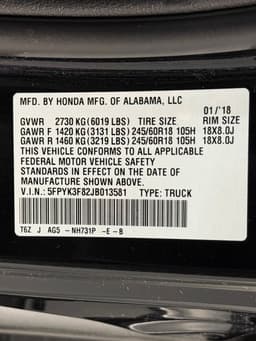 MFD. BY HONDA MFG. OF ALABAMA, LLC
01/'18
GVWR 2730 KG(6019 LBS) TIRE SIZE RIM SIZE
GAWR F 1420 KG(3131 LBS) 245/60R18 105H 18X8.0J
GAWR R 1460 KG(3219 LBS) 245/60R18 105H 18X8.0J
THIS VEHICLE CONFORMS TO ALL APPLICABLE
FEDERAL MOTOR VEHICLE SAFETY
STANDARDS IN EFFECT ON THE DATE OF
MANUFACTURE SHOWN ABOVE.
V.I.N.: 5FPYK3F82JB013581 TYPE: TRUCK
T6Z J AG5 -NH731P -E-B